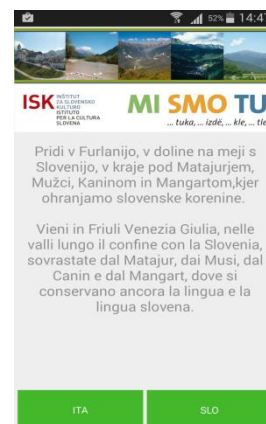 52% 14:47
ISK INŠTITUT
ZA SLOVENSKO
KULTURO
ISTITUTO
PER LA CULTURA
SLOVENA
MI SMO TU
... tuka, ... izdë, ... kle, ... tle
Pridi v Furlanijo, v doline na meji s
Slovenijo, v kraje pod Matajurjem,
Mužci, Kaninom in Mangartom,kjer
ohranjamo slovenske korenine.
Vieni in Friuli Venezia Giulia, nelle
valli lungo il confine con la Slovenia,
sovrastate dal Matajur, dai Musi, dal
Canin e dal Mangart, dove si
conservano ancora la lingua e la
lingua slovena.
ITA
SLO